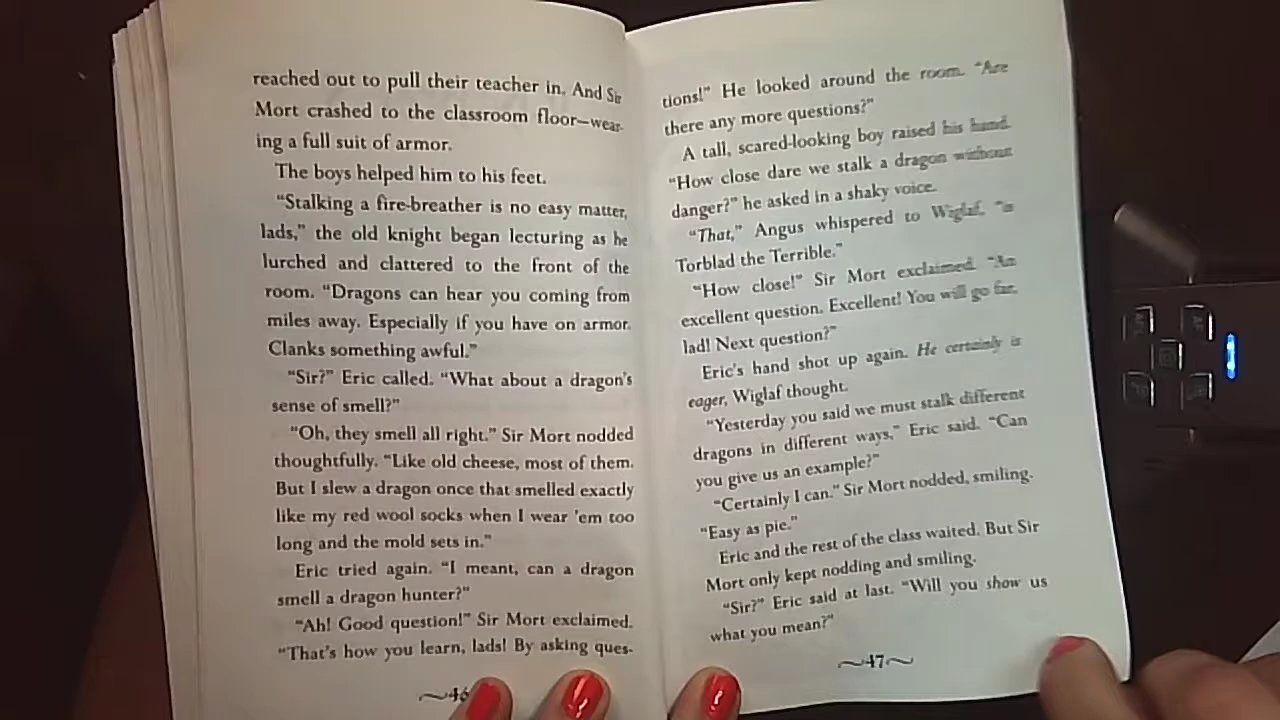 reached out to pull their teacher in. And Sir
Mort crashed to the classroom floor—wear-
ing a full suit of armor.
The boys helped him to his feet.
“Stalking a fire-breather is no easy matter,
lads,” the old knight began lecturing as he
lurched and clattered to the front of the
room. “Dragons can hear you coming from
miles away. Especially if you have on armor.
Clanks something awful.”
“Sir?” Eric called. “What about a dragon’s
sense of smell?”
“Oh, they smell all right.” Sir Mort nodded
thoughtfully. “Like old cheese, most of them.
But I slew a dragon once that smelled exactly
like my red wool socks when I wear ’em too
long and the mold sets in.”
Eric tried again. “I meant, can a dragon
smell a dragon hunter?”
“Ah! Good question!” Sir Mort exclaimed.
“That’s how you learn, lads! By asking ques-
~46
tions!” He looked around the room. “Are
there any more questions?”
A tall, scared-looking boy raised his hand.
“How close dare we stalk a dragon without
danger?” he asked in a shaky voice.
“That,” Angus whispered to Wiglaf, “is
Torblad the Terrible.”
“How close!” Sir Mort exclaimed. “An
excellent question. Excellent! You will go far,
lad! Next question?”
Eric’s hand shot up again. He certainly is
eager, Wiglaf thought.
“Yesterday you said we must stalk different
dragons in different ways,” Eric said. “Can
you give us an example?”
“Certainly I can.” Sir Mort nodded, smiling.
“Easy as pie.”
Eric and the rest of the class waited. But Sir
Mort only kept nodding and smiling.
“Sir?” Eric said at last. “Will you show us
what you mean?”
~47~